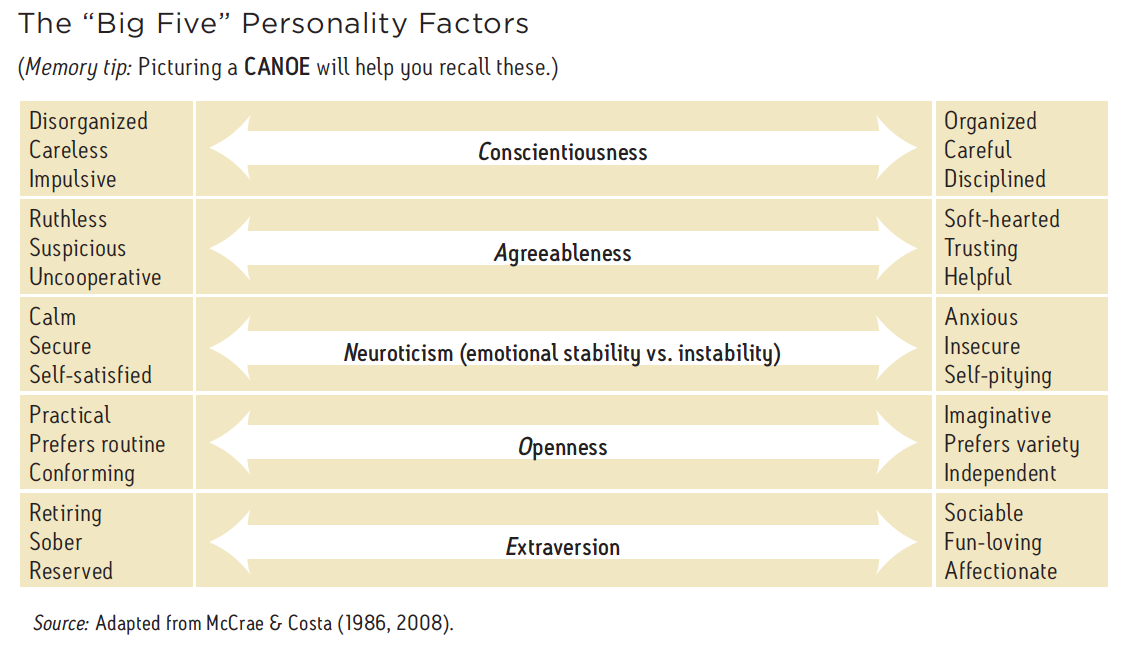 The “Big Five” Personality Factors
(Memory tip: Picturing a CANOE will help you recall these.)
Disorganized
Careless
Impulsive
Conscientiousness
Organized
Careful
Disciplined
Ruthless
Suspicious
Uncooperative
Agreeableness
Soft-hearted
Trusting
Helpful
Calm
Secure
Self-satisfied
Neuroticism (emotional stability vs. instability)
Anxious
Insecure
Self-pitying
Practical
Prefers routine
Conforming
Openness
Imaginative
Prefers variety
Independent
Retiring
Sober
Reserved
Extraversion
Sociable
Fun-loving
Affectionate
Source: Adapted from McCrae & Costa (1986, 2008).